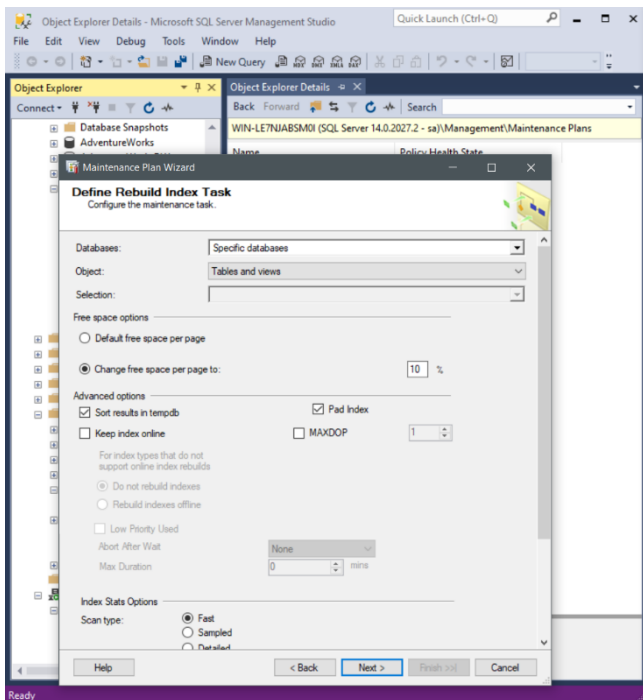 Object Explorer Details - Microsoft SQL Server Management Studio
Quick Launch (Ctrl+Q)
File Edit View Debug Tools Window Help
New Query
Object Explorer
Object Explorer Details
Connect
Back Forward Search
Database Snapshots
WIN-LE7NJABSM0I (SQL Server 14.0.2027.2 - sa)\Management\Maintenance Plans
AdventureWorks
Name Policy Health State
Maintenance Plan Wizard
Define Rebuild Index Task
Configure the maintenance task.
Databases: Specific databases
Object: Tables and views
Selection:
Free space options
Default free space per page
Change free space per page to: 10 %
Advanced options
Sort results in tempdb Pad Index
Keep index online MAXDOP 1
For index types that do not
support online index rebuilds
Do not rebuild indexes
Rebuild indexes offline
Low Priority Used
Abort After Wait None
Max Duration 0 mins
Index Stats Options
Scan type: Fast
Sampled
Detailed
Help < Back Next > Finish >>| Cancel
Ready